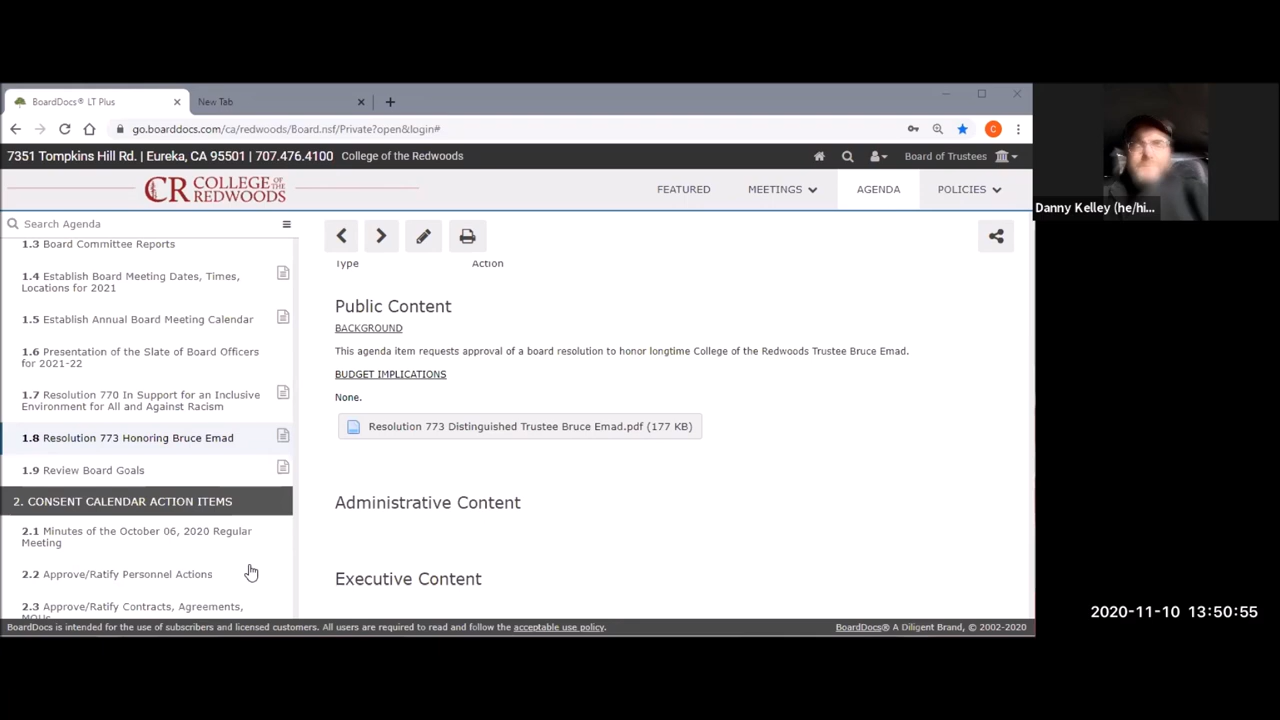 BoardDocs® LT Plus
New Tab
go.boarddocs.com/ca/redwoods/Board.nsf/Private?open&login#
C
7351 Tompkins Hill Rd. | Eureka, CA 95501 | 707.476.4100 College of the Redwoods
Board of Trustees
CR COLLEGE OF THE REDWOODS
FEATURED MEETINGS AGENDA POLICIES
Danny Kelley (he/hi...
Search Agenda
1.3 Board Committee Reports
1.4 Establish Board Meeting Dates, Times,
Locations for 2021
1.5 Establish Annual Board Meeting Calendar
1.6 Presentation of the Slate of Board Officers
for 2021-22
1.7 Resolution 770 In Support for an Inclusive
Environment for All and Against Racism
1.8 Resolution 773 Honoring Bruce Emad
1.9 Review Board Goals
2. CONSENT CALENDAR ACTION ITEMS
2.1 Minutes of the October 06, 2020 Regular
Meeting
2.2 Approve/Ratify Personnel Actions
2.3 Approve/Ratify Contracts, Agreements,
MOUs
Type Action
Public Content
BACKGROUND
This agenda item requests approval of a board resolution to honor longtime College of the Redwoods Trustee Bruce Emad.
BUDGET IMPLICATIONS
None.
Resolution 773 Distinguished Trustee Bruce Emad.pdf (177 KB)
Administrative Content
Executive Content
2020-11-10 13:50:55
BoardDocs is intended for the use of subscribers and licensed customers. All users are required to read and follow the acceptable use policy.
BoardDocs® A Diligent Brand, © 2002-2020